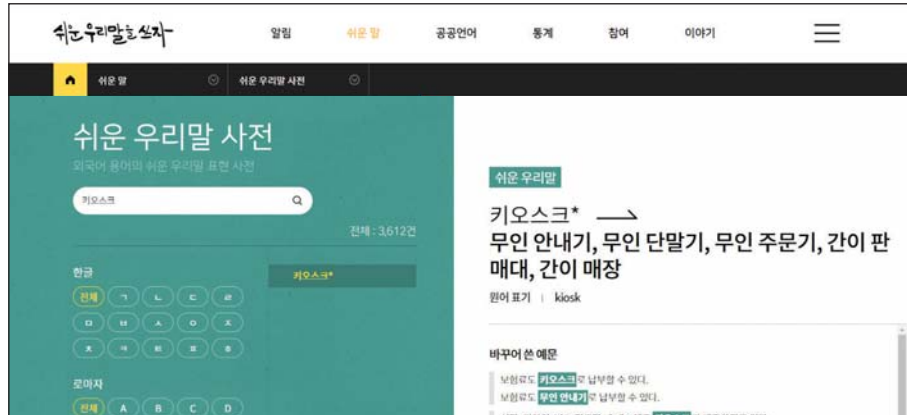 쉬운 우리말을 쓰자
알림 쉬운 말 공공언어 통계 참여 이야기
쉬운 말 쉬운 우리말 사전
쉬운 우리말 사전
외국어 용어의 쉬운 우리말 표현 사전
키오스크
전체 : 3,612건
한글
전체 ㄱ ㄴ ㄷ ㄹ
ㅁ ㅂ ㅅ ㅇ ㅈ
ㅊ ㅋ ㅌ ㅍ ㅎ
로마자
전체 A B C D
키오스크*
쉬운 우리말
키오스크*
무인 안내기, 무인 단말기, 무인 주문기, 간이 판
매대, 간이 매장
원어 표기 | kiosk
바꾸어 쓴 예문
보험료도 키오스크로 납부할 수 있다.
보험료도 무인 안내기로 납부할 수 있다.